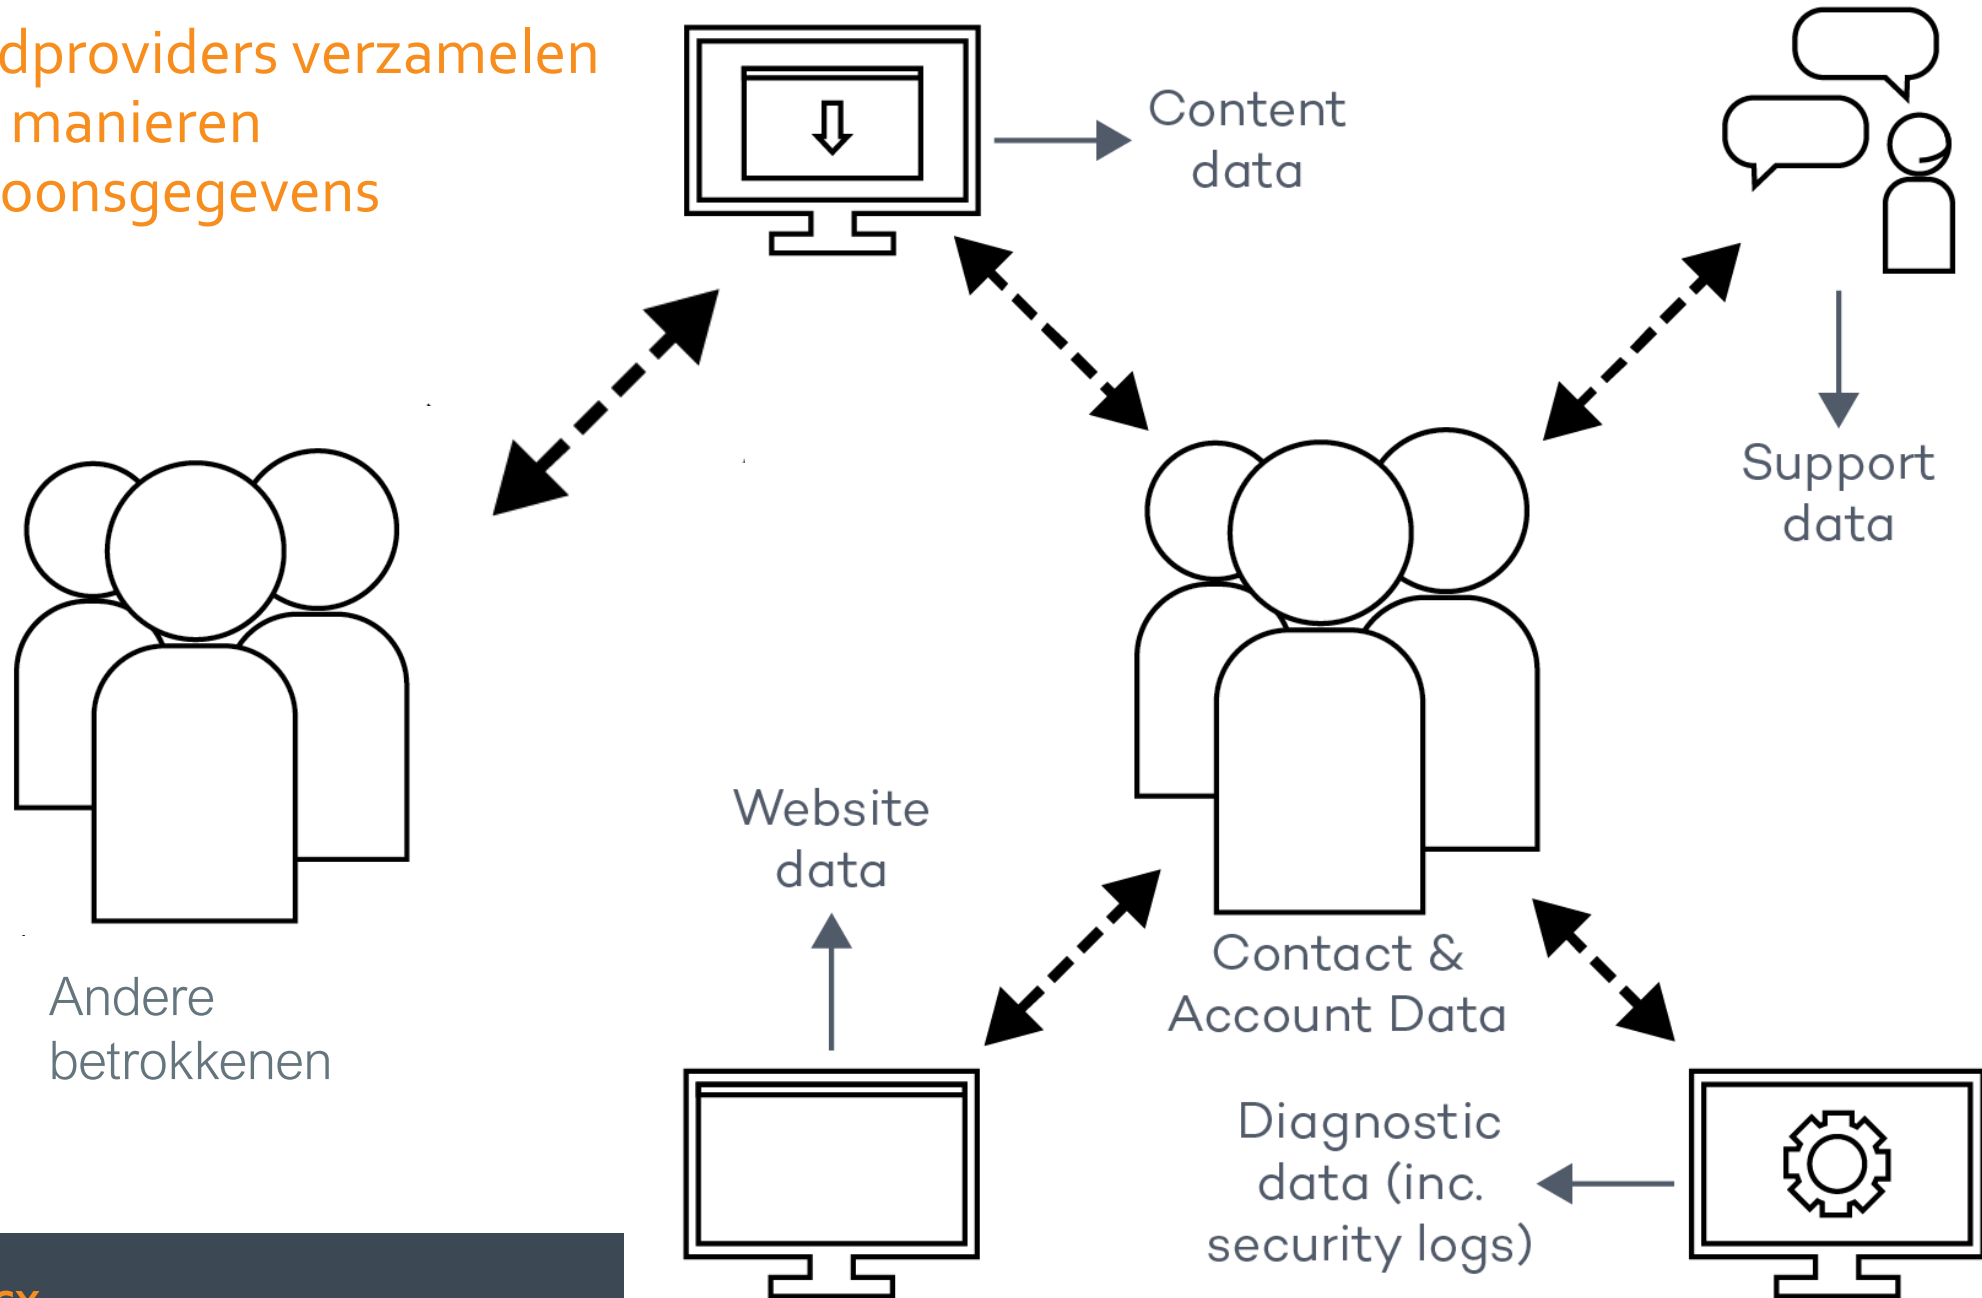 dproviders verzamelen
manieren
oonsgegevens
Content
data
Support
data
Website
data
Contact &
Account Data
Andere
betrokkenen
Diagnostic
data (inc.
security logs)